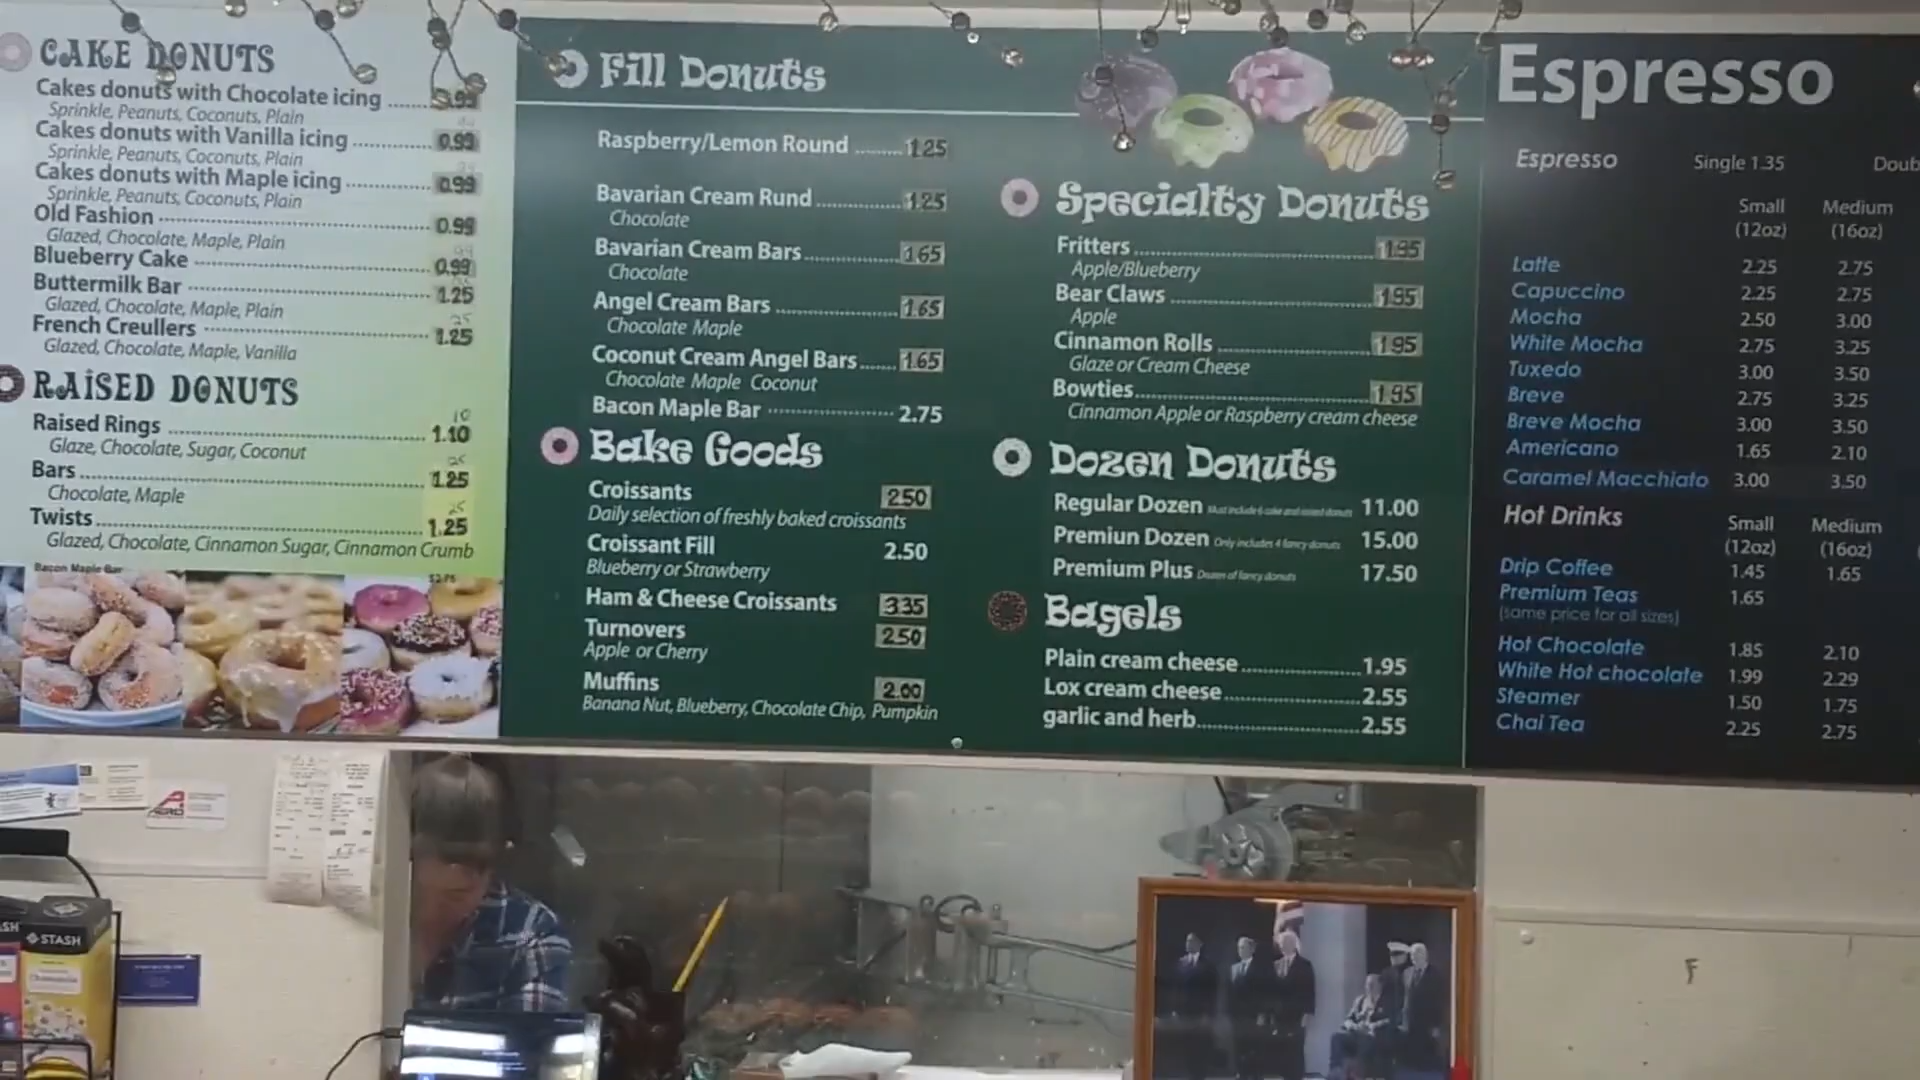 CAKE DONUTS
Cakes donuts with Chocolate icing ...... 0.99
Sprinkle, Peanuts, Coconuts, Plain
Cakes donuts with Vanilla icing ...... 0.99
Sprinkle, Peanuts, Coconuts, Plain
Cakes donuts with Maple icing ...... 0.99
Sprinkle, Peanuts, Coconuts, Plain
Old Fashion ...... 0.99
Glazed, Chocolate, Maple, Plain
Blueberry Cake ...... 0.99
Buttermilk Bar ...... 1.25
Glazed, Chocolate, Maple, Plain
French Creullers ...... 1.25
Glazed, Chocolate, Maple, Vanilla
RAiSED DONUTS
Raised Rings ...... 1.10
Glaze, Chocolate, Sugar, Coconut
Bars ...... 1.25
Chocolate, Maple
Twists ...... 1.25
Glazed, Chocolate, Cinnamon Sugar, Cinnamon Crumb
Bacon Maple Bar $2.75
Fill Donuts
Raspberry/Lemon Round ...... 1.25
Bavarian Cream Rund ...... 1.25
Chocolate
Bavarian Cream Bars ...... 1.65
Chocolate
Angel Cream Bars ...... 1.65
Chocolate Maple
Coconut Cream Angel Bars ...... 1.65
Chocolate Maple Coconut
Bacon Maple Bar ...... 2.75
Bake Goods
Croissants 2.50
Daily selection of freshly baked croissants
Croissant Fill 2.50
Blueberry or Strawberry
Ham & Cheese Croissants 3.35
Turnovers 2.50
Apple or Cherry
Muffins 2.00
Banana Nut, Blueberry, Chocolate Chip, Pumpkin
Specialty Donuts
Fritters ...... 1.95
Apple/Blueberry
Bear Claws ...... 1.95
Apple
Cinnamon Rolls ...... 1.95
Glaze or Cream Cheese
Bowties ...... 1.95
Cinnamon Apple or Raspberry cream cheese
Dozen Donuts
Regular Dozen Must include 6 cake and raised donuts 11.00
Premiun Dozen Only includes 4 fancy donuts 15.00
Premium Plus Dozen of fancy donuts 17.50
Bagels
Plain cream cheese ...... 1.95
Lox cream cheese ...... 2.55
garlic and herb ...... 2.55
Espresso
Espresso Single 1.35 Doub
Small Medium
(12oz) (16oz)
Latte 2.25 2.75
Capuccino 2.25 2.75
Mocha 2.50 3.00
White Mocha 2.75 3.25
Tuxedo 3.00 3.50
Breve 2.75 3.25
Breve Mocha 3.00 3.50
Americano 1.65 2.10
Caramel Macchiato 3.00 3.50
Hot Drinks Small Medium
(12oz) (16oz)
Drip Coffee 1.45 1.65
Premium Teas 1.65
(same price for all sizes)
Hot Chocolate 1.85 2.10
White Hot chocolate 1.99 2.29
Steamer 1.50 1.75
Chai Tea 2.25 2.75
STASH
F